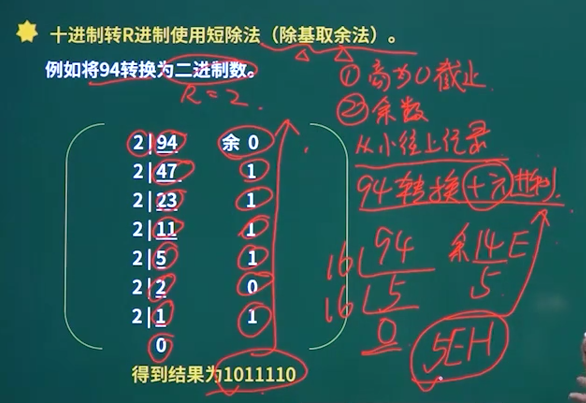 十进制转R进制使用短除法（除基取余法）。
例如将94转换为二进制数。
R=2.
① 商为0截止
② 余数
从小往上记录
94转换十六进制.
2 94 余 0
2 47 1
2 23 1
2 11 1
2 5 1
2 2 0
2 1 1
0
得到结果为1011110
16 94 余14 E
16 5 5
0
5EH